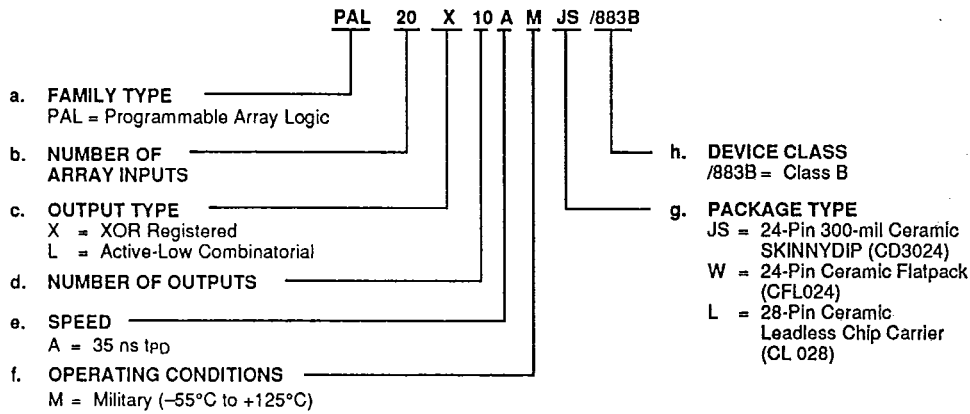 PAL 20 X 10 A M JS /883B
a. FAMILY TYPE
PAL = Programmable Array Logic
b. NUMBER OF
ARRAY INPUTS
c. OUTPUT TYPE
X = XOR Registered
L = Active-Low Combinatorial
d. NUMBER OF OUTPUTS
e. SPEED
A = 35 ns tPD
f. OPERATING CONDITIONS
M = Military (–55°C to +125°C)
h. DEVICE CLASS
/883B = Class B
g. PACKAGE TYPE
JS = 24-Pin 300-mil Ceramic
SKINNYDIP (CD3024)
W = 24-Pin Ceramic Flatpack
(CFL024)
L = 28-Pin Ceramic
Leadless Chip Carrier
(CL 028)